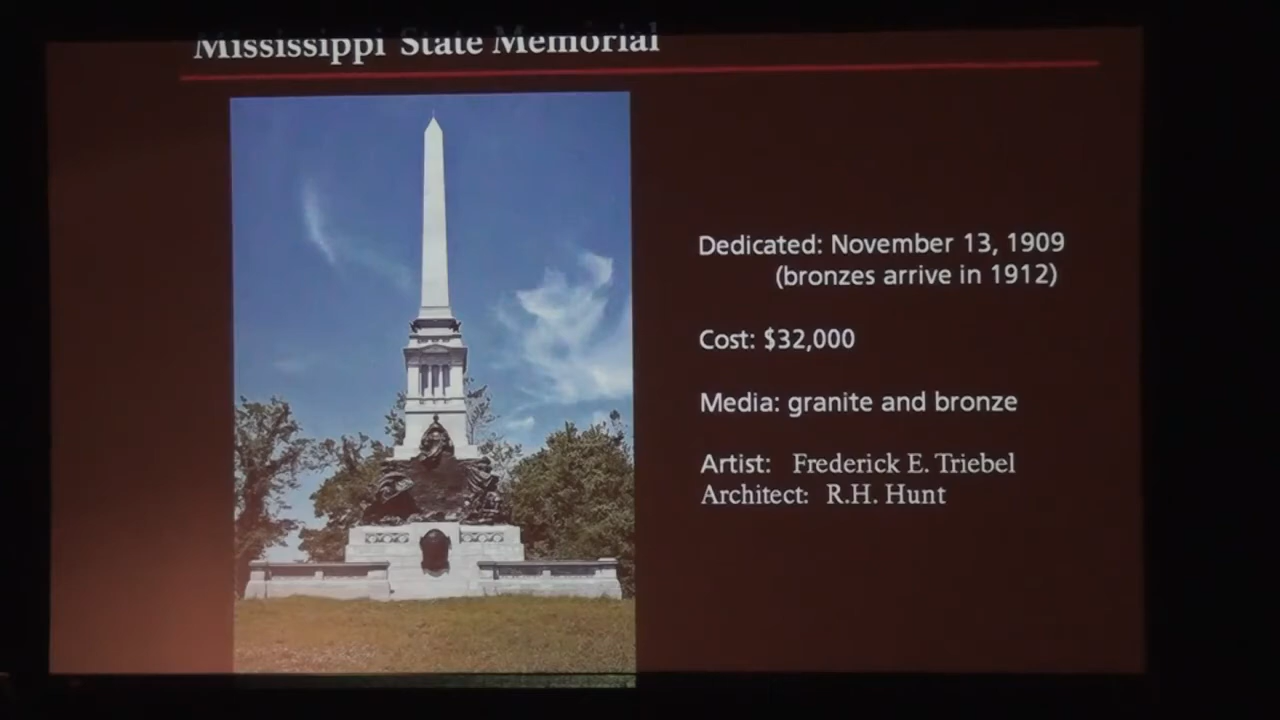 Mississippi State Memorial
Dedicated: November 13, 1909
(bronzes arrive in 1912)
Cost: $32,000
Media: granite and bronze
Artist: Frederick E. Triebel
Architect: R.H. Hunt